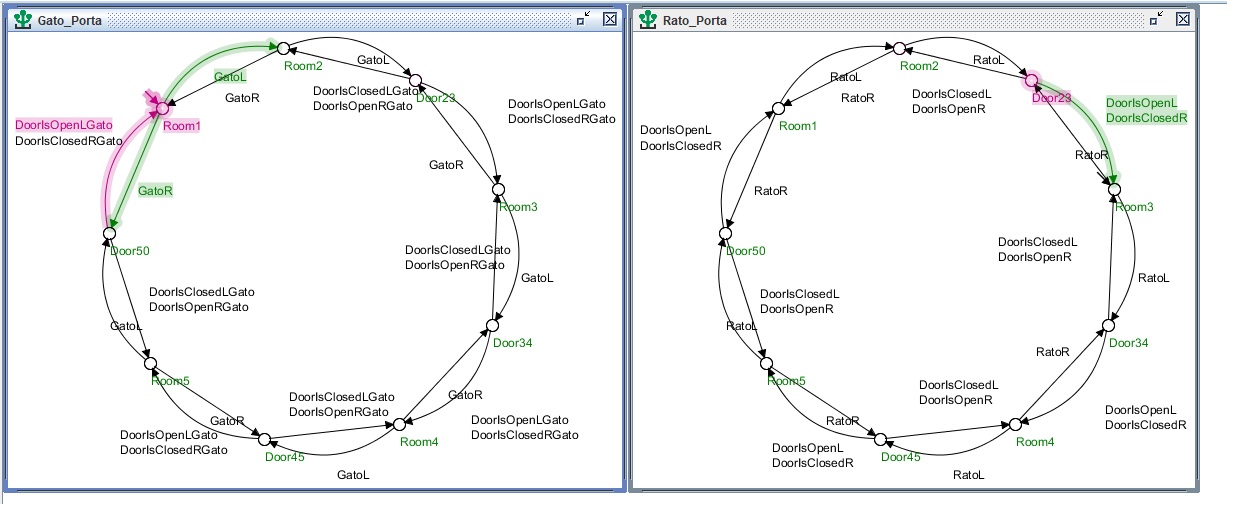 Gato_Porta
Room2
GatoL
GatoL
GatoR
DoorIsClosedLGato
DoorIsOpenRGato
Door23
DoorIsOpenLGato
DoorIsClosedRGato
DoorIsOpenLGato
DoorIsClosedRGato
Room1
GatoR
GatoR
Room3
Door50
DoorIsClosedLGato
DoorIsOpenRGato
GatoL
DoorIsClosedLGato
DoorIsOpenRGato
GatoL
Door34
Room5
DoorIsClosedLGato
DoorIsOpenRGato
GatoR
GatoR
DoorIsOpenLGato
DoorIsClosedRGato
DoorIsOpenLGato
DoorIsClosedRGato
Room4
Door45
GatoL
Rato_Porta
Room2
RatoL
RatoL
RatoR
DoorIsClosedL
DoorIsOpenR
Door23
DoorIsOpenL
DoorIsClosedR
DoorIsOpenL
DoorIsClosedR
Room1
RatoR
RatoR
Room3
Door50
DoorIsClosedL
DoorIsOpenR
RatoL
DoorIsClosedL
DoorIsOpenR
RatoL
Door34
RatoR
Room5
DoorIsClosedL
DoorIsOpenR
RatoR
DoorIsOpenL
DoorIsClosedR
DoorIsOpenL
DoorIsClosedR
Room4
Door45
RatoL